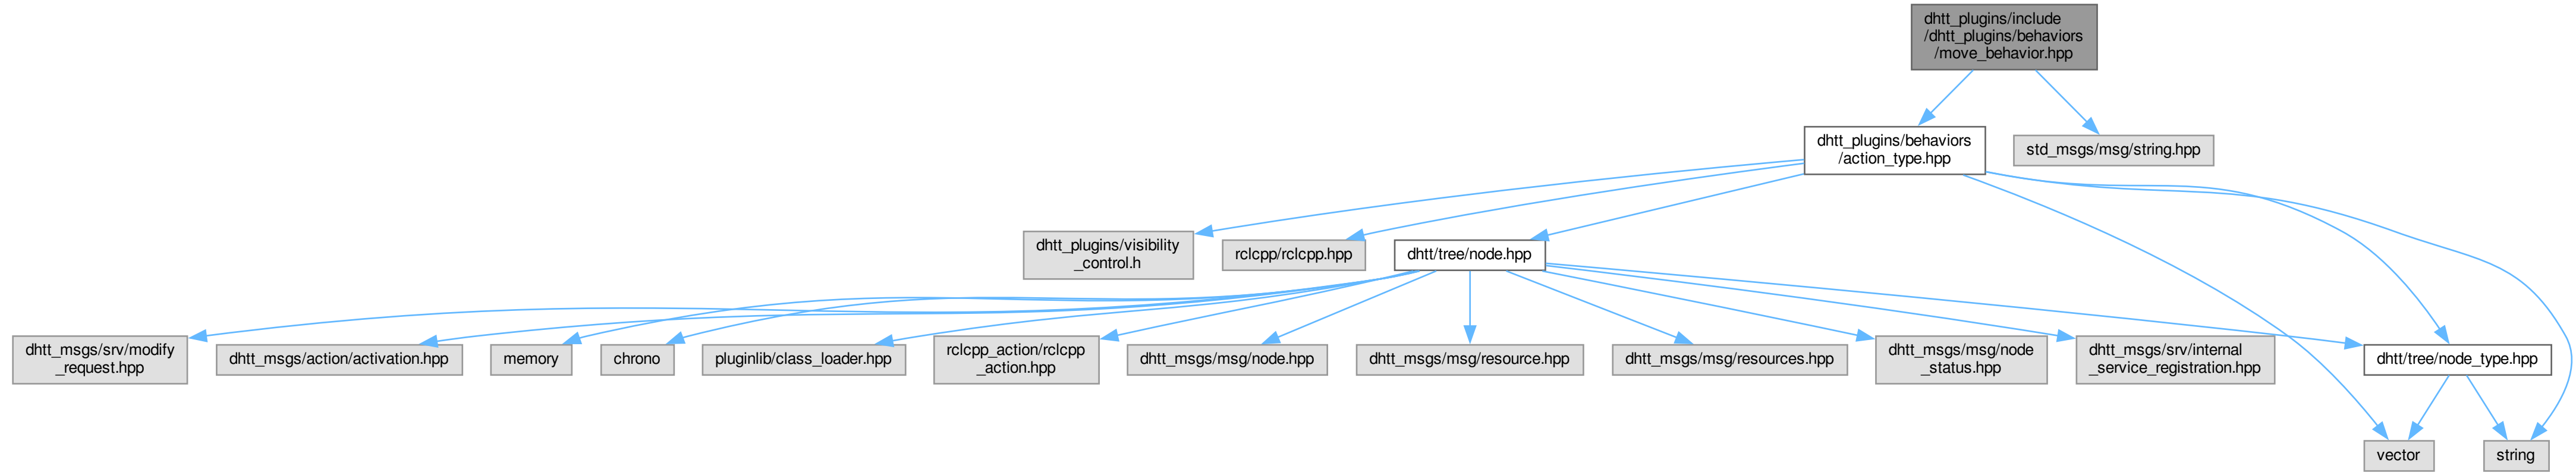 dhtt_plugins/include
/dhtt_plugins/behaviors
/move_behavior.hpp
dhtt_plugins/behaviors
/action_type.hpp
std_msgs/msg/string.hpp
dhtt_plugins/visibility
_control.h
rclcpp/rclcpp.hpp
dhtt/tree/node.hpp
dhtt_msgs/srv/modify
_request.hpp
dhtt_msgs/action/activation.hpp
memory
chrono
pluginlib/class_loader.hpp
rclcpp_action/rclcpp
_action.hpp
dhtt_msgs/msg/node.hpp
dhtt_msgs/msg/resource.hpp
dhtt_msgs/msg/resources.hpp
dhtt_msgs/msg/node
_status.hpp
dhtt_msgs/srv/internal
_service_registration.hpp
dhtt/tree/node_type.hpp
vector
string